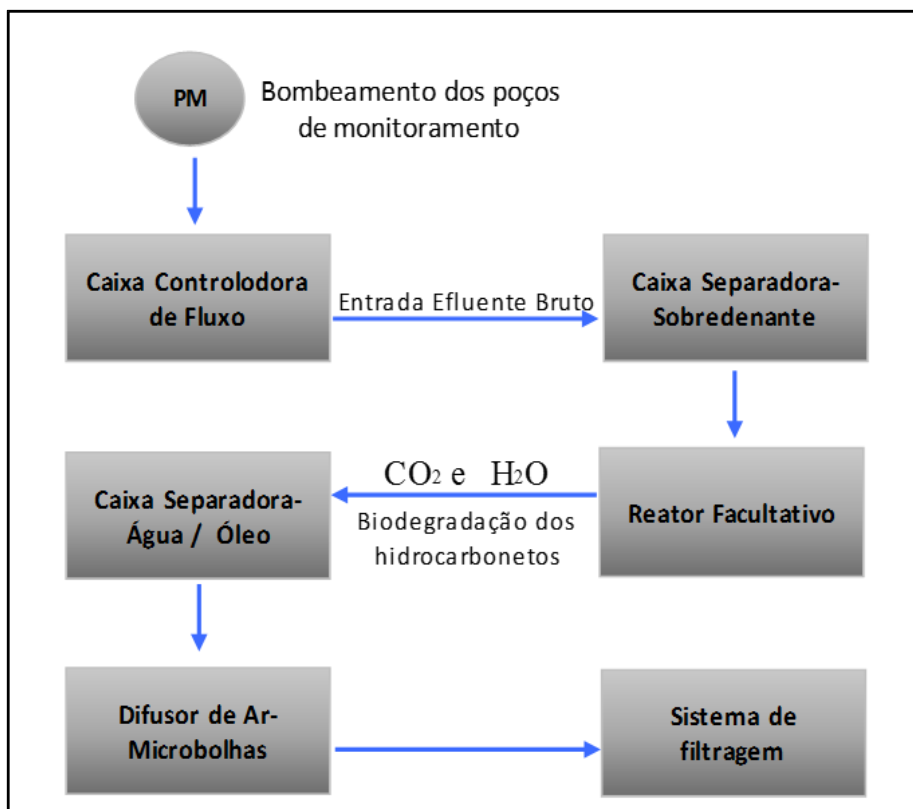 PM
Bombeamento dos poços
de monitoramento
Caixa Controlodora
de Fluxo
Entrada Efluente Bruto
Caixa Separadora-
Sobredenante
CO₂ e H₂O
Biodegradação dos
hidrocarbonetos
Reator Facultativo
Caixa Separadora-
Água / Óleo
Difusor de Ar-
Microbolhas
Sistema de
filtragem